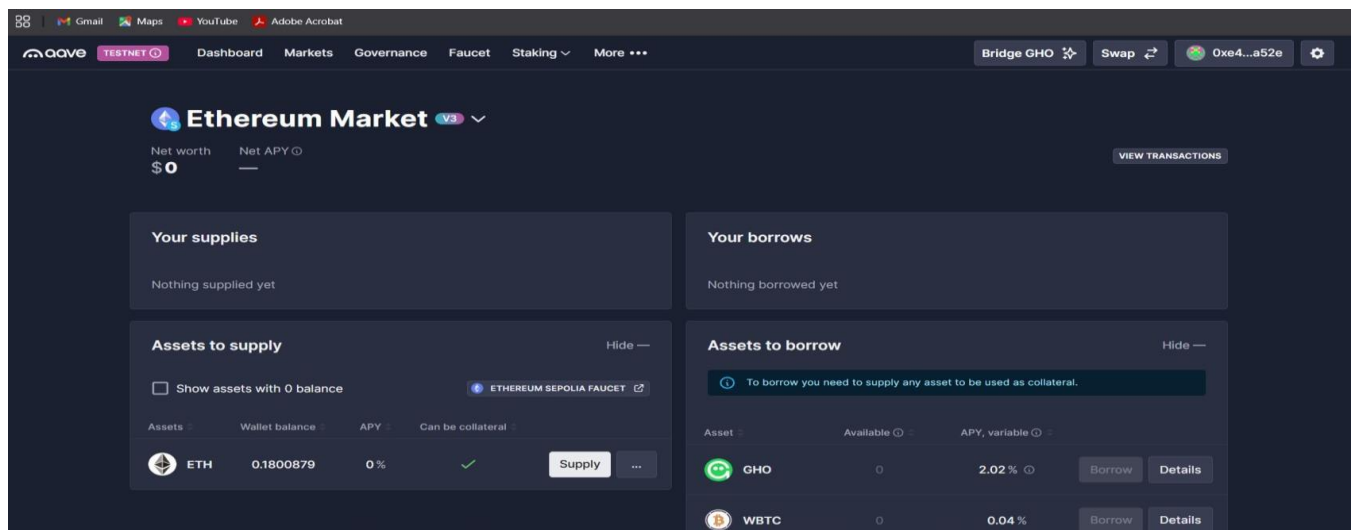 Gmail Maps YouTube Adobe Acrobat
aave TESTNET Dashboard Markets Governance Faucet Staking More ••• Bridge GHO Swap 0xe4...a52e
Ethereum Market V3
Net worth Net APY
$0 —
VIEW TRANSACTIONS
Your supplies
Nothing supplied yet
Your borrows
Nothing borrowed yet
Assets to supply Hide —
Show assets with 0 balance ETHEREUM SEPOLIA FAUCET
Assets Wallet balance APY Can be collateral
ETH 0.1800879 0 % Supply ...
Assets to borrow Hide —
To borrow you need to supply any asset to be used as collateral.
Asset Available APY, variable
GHO 0 2.02 % Borrow Details
WBTC 0 0.04 % Borrow Details